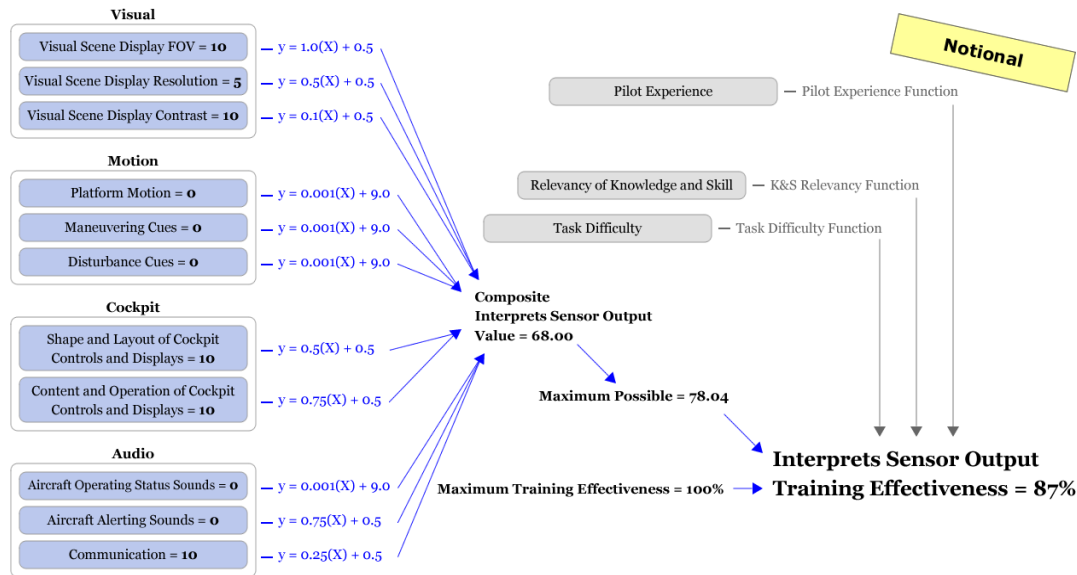 Visual
Visual Scene Display FOV = 10
y = 1.0(X) + 0.5
Visual Scene Display Resolution = 5
y = 0.5(X) + 0.5
Visual Scene Display Contrast = 10
y = 0.1(X) + 0.5
Motion
Platform Motion = 0
y = 0.001(X) + 9.0
Maneuvering Cues = 0
y = 0.001(X) + 9.0
Disturbance Cues = 0
y = 0.001(X) + 9.0
Cockpit
Shape and Layout of Cockpit
Controls and Displays = 10
y = 0.5(X) + 0.5
Content and Operation of Cockpit
Controls and Displays = 10
y = 0.75(X) + 0.5
Audio
Aircraft Operating Status Sounds = 0
y = 0.001(X) + 9.0
Aircraft Alerting Sounds = 0
y = 0.75(X) + 0.5
Communication = 10
y = 0.25(X) + 0.5
Notional
Pilot Experience
Pilot Experience Function
Relevancy of Knowledge and Skill
K&S Relevancy Function
Task Difficulty
Task Difficulty Function
Composite
Interprets Sensor Output
Value = 68.00
Maximum Possible = 78.04
Maximum Training Effectiveness = 100%
Interprets Sensor Output
Training Effectiveness = 87%